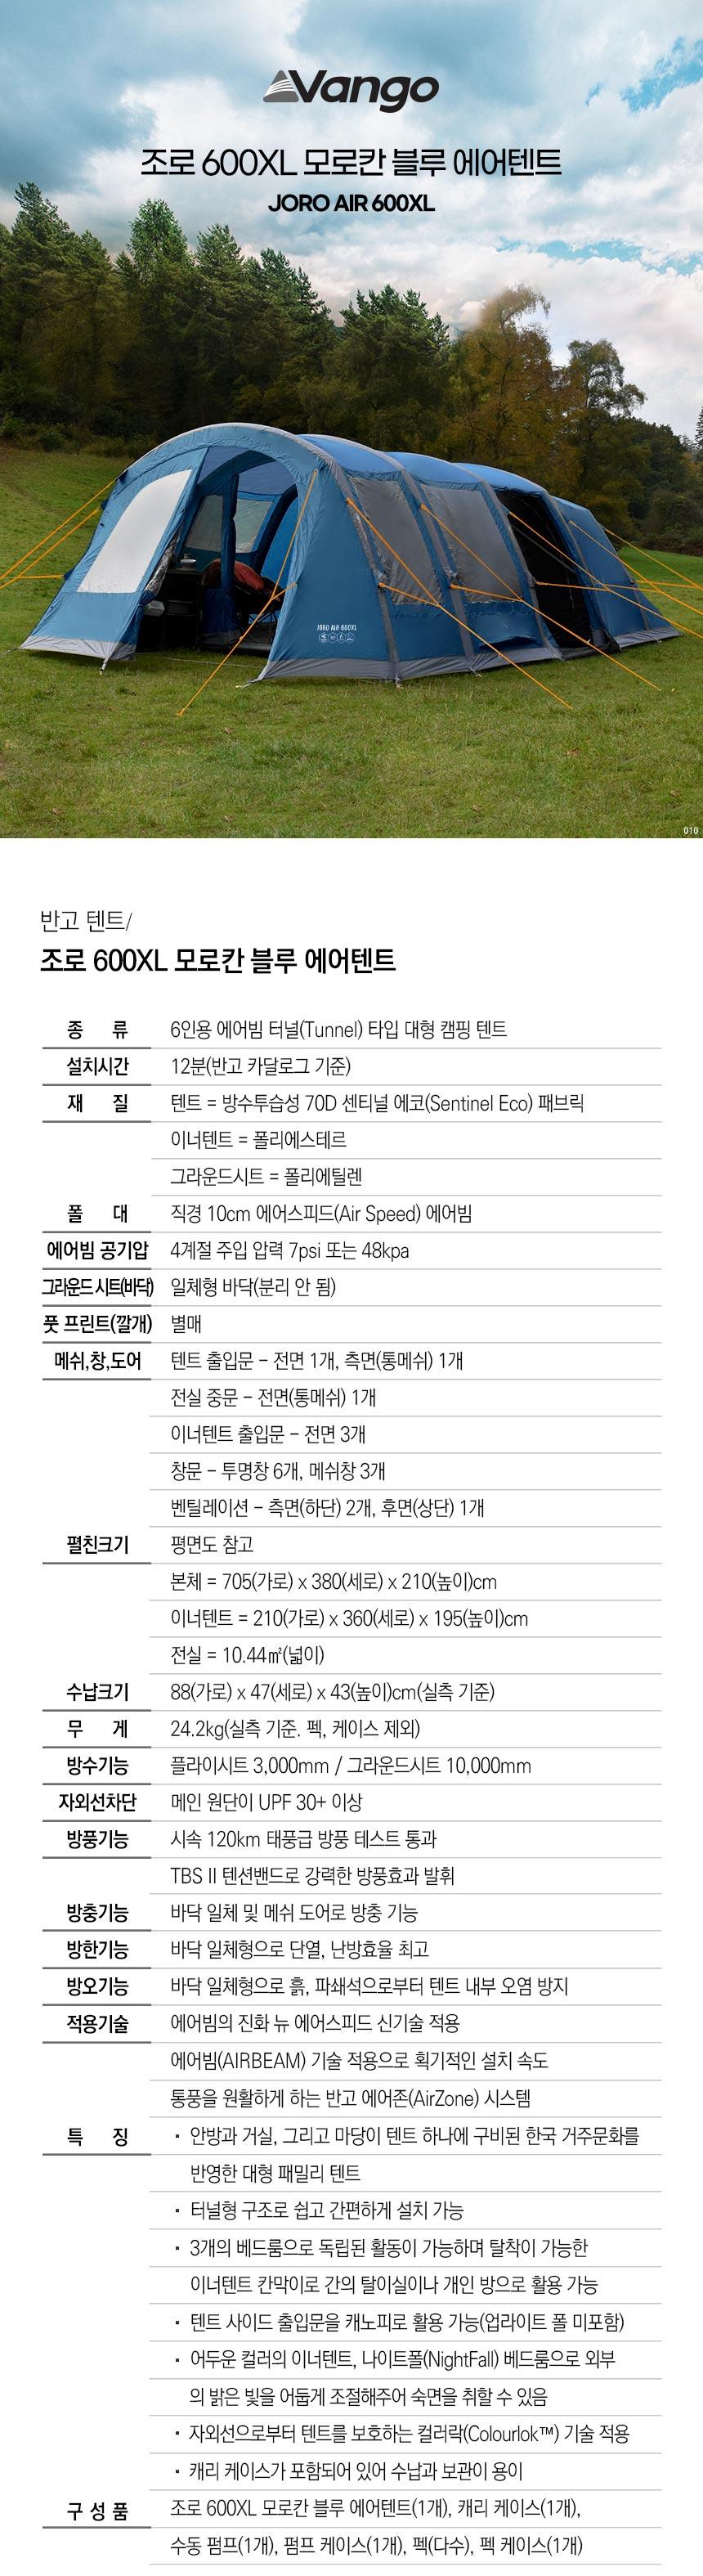 Vango
조로 600XL 모로칸 블루 에어텐트
JORO AIR 600XL
JORO AIR 600XL
010
반고 텐트/
조로 600XL 모로칸 블루 에어텐트
종 류 6인용 에어빔 터널(Tunnel) 타입 대형 캠핑 텐트
설치시간 12분(반고 카달로그 기준)
재 질 텐트 = 방수투습성 70D 센티널 에코(Sentinel Eco) 패브릭
이너텐트 = 폴리에스테르
그라운드시트 = 폴리에틸렌
폴 대 직경 10cm 에어스피드(Air Speed) 에어빔
에어빔 공기압 4계절 주입 압력 7psi 또는 48kpa
그라운드 시트(바닥) 일체형 바닥(분리 안 됨)
풋 프린트(깔개) 별매
메쉬,창,도어 텐트 출입문 - 전면 1개, 측면(통메쉬) 1개
전실 중문 - 전면(통메쉬) 1개
이너텐트 출입문 - 전면 3개
창문 - 투명창 6개, 메쉬창 3개
벤틸레이션 - 측면(하단) 2개, 후면(상단) 1개
펼친크기 평면도 참고
본체 = 705(가로) x 380(세로) x 210(높이)cm
이너텐트 = 210(가로) x 360(세로) x 195(높이)cm
전실 = 10.44㎡(넓이)
수납크기 88(가로) x 47(세로) x 43(높이)cm(실측 기준)
무 게 24.2kg(실측 기준. 펙, 케이스 제외)
방수기능 플라이시트 3,000mm / 그라운드시트 10,000mm
자외선차단 메인 원단이 UPF 30+ 이상
방풍기능 시속 120km 태풍급 방풍 테스트 통과
TBS II 텐션밴드로 강력한 방풍효과 발휘
방충기능 바닥 일체 및 메쉬 도어로 방충 기능
방한기능 바닥 일체형으로 단열, 난방효율 최고
방오기능 바닥 일체형으로 흙, 파쇄석으로부터 텐트 내부 오염 방지
적용기술 에어빔의 진화 뉴 에어스피드 신기술 적용
에어빔(AIRBEAM) 기술 적용으로 획기적인 설치 속도
통풍을 원활하게 하는 반고 에어존(AirZone) 시스템
특 징 · 안방과 거실, 그리고 마당이 텐트 하나에 구비된 한국 거주문화를
반영한 대형 패밀리 텐트
· 터널형 구조로 쉽고 간편하게 설치 가능
· 3개의 베드룸으로 독립된 활동이 가능하며 탈착이 가능한
이너텐트 칸막이로 간의 탈이실이나 개인 방으로 활용 가능
· 텐트 사이드 출입문을 캐노피로 활용 가능(업라이트 폴 미포함)
· 어두운 컬러의 이너텐트, 나이트폴(NightFall) 베드룸으로 외부
의 밝은 빛을 어둡게 조절해주어 숙면을 취할 수 있음
· 자외선으로부터 텐트를 보호하는 컬러락(Colourlok™) 기술 적용
· 캐리 케이스가 포함되어 있어 수납과 보관이 용이
구 성 품 조로 600XL 모로칸 블루 에어텐트(1개), 캐리 케이스(1개),
수동 펌프(1개), 펌프 케이스(1개), 펙(다수), 펙 케이스(1개)